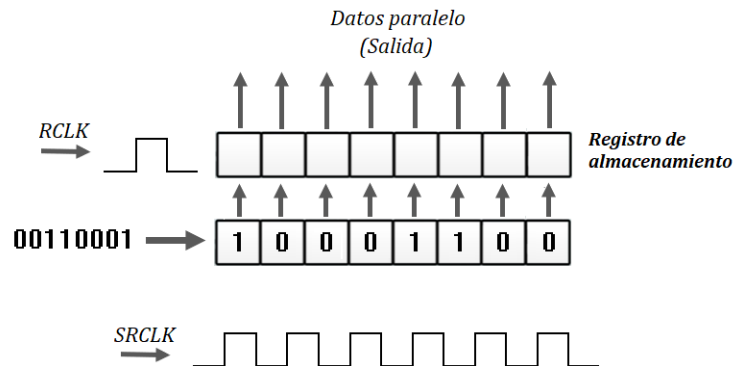 Datos paralelo
(Salida)
RCLK
Registro de
almacenamiento
00110001
1 0 0 0 1 1 0 0
SRCLK